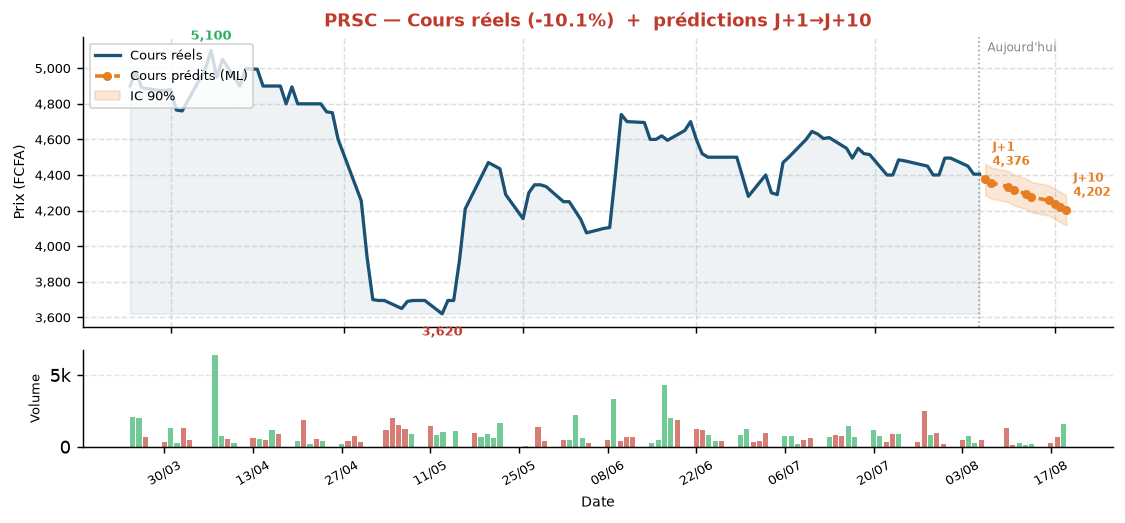 PRSC — Cours réels (-10.1%)  +  prédictions J+1→J+10
5,100
Cours réels
Cours prédits (ML)
IC 90%
Aujourd'hui
J+1
4,376
J+10
4,202
3,620
Prix (FCFA)
5,000
4,800
4,600
4,400
4,200
4,000
3,800
3,600
Volume
5k
0
30/03
13/04
27/04
11/05
25/05
08/06
22/06
06/07
20/07
03/08
17/08
Date